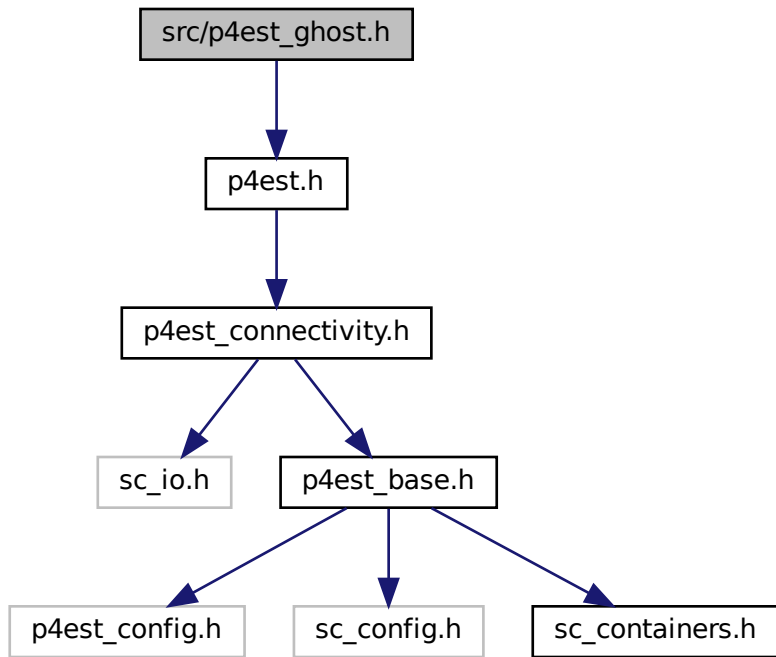 src/p4est_ghost.h
p4est.h
p4est_connectivity.h
sc_io.h
p4est_base.h
p4est_config.h
sc_config.h
sc_containers.h